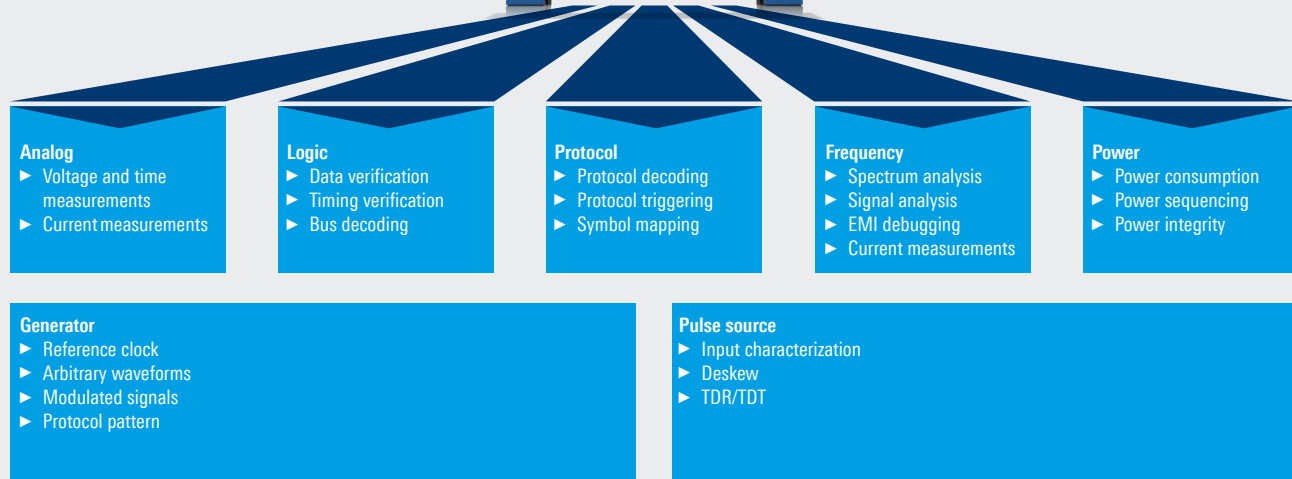 Analog
► Voltage and time
measurements
► Current measurements
Logic
► Data verification
► Timing verification
► Bus decoding
Protocol
► Protocol decoding
► Protocol triggering
► Symbol mapping
Frequency
► Spectrum analysis
► Signal analysis
► EMI debugging
► Current measurements
Power
► Power consumption
► Power sequencing
► Power integrity
Generator
► Reference clock
► Arbitrary waveforms
► Modulated signals
► Protocol pattern
Pulse source
► Input characterization
► Deskew
► TDR/TDT